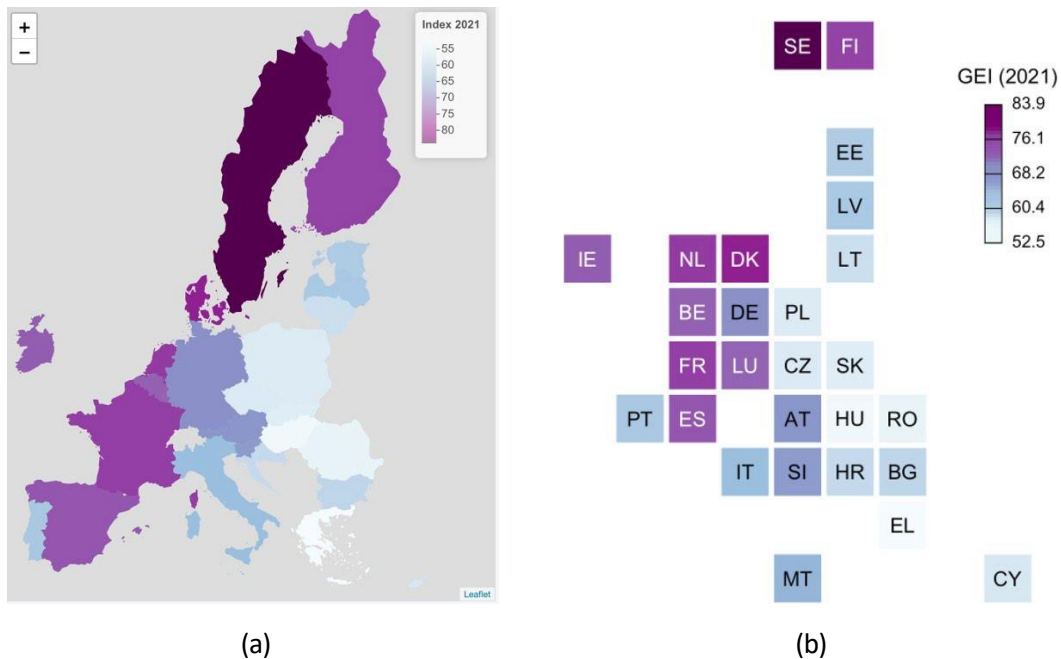 +
−
Index 2021
55
60
65
70
75
80
Leaflet
(a)
SE FI
GEI (2021)
83.9
76.1
68.2
60.4
52.5
EE
LV
IE NL DK LT
BE DE PL
FR LU CZ SK
PT ES AT HU RO
IT SI HR BG
EL
MT CY
(b)